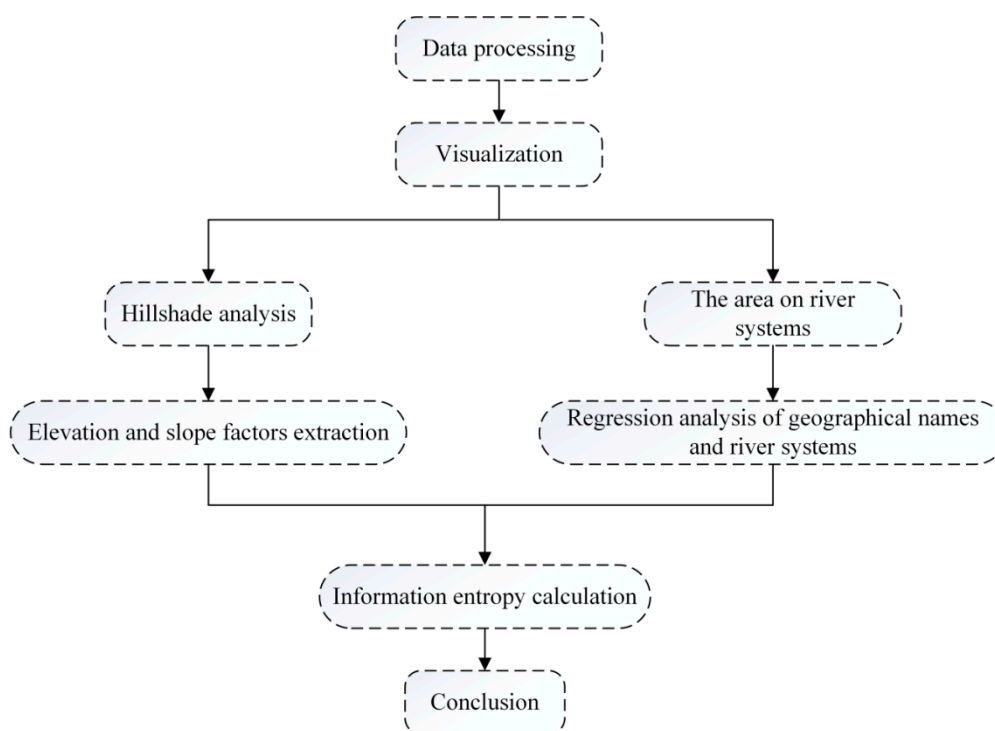 Data processing
Visualization
Hillshade analysis
The area on river
systems
Elevation and slope factors extraction
Regression analysis of geographical names
and river systems
Information entropy calculation
Conclusion